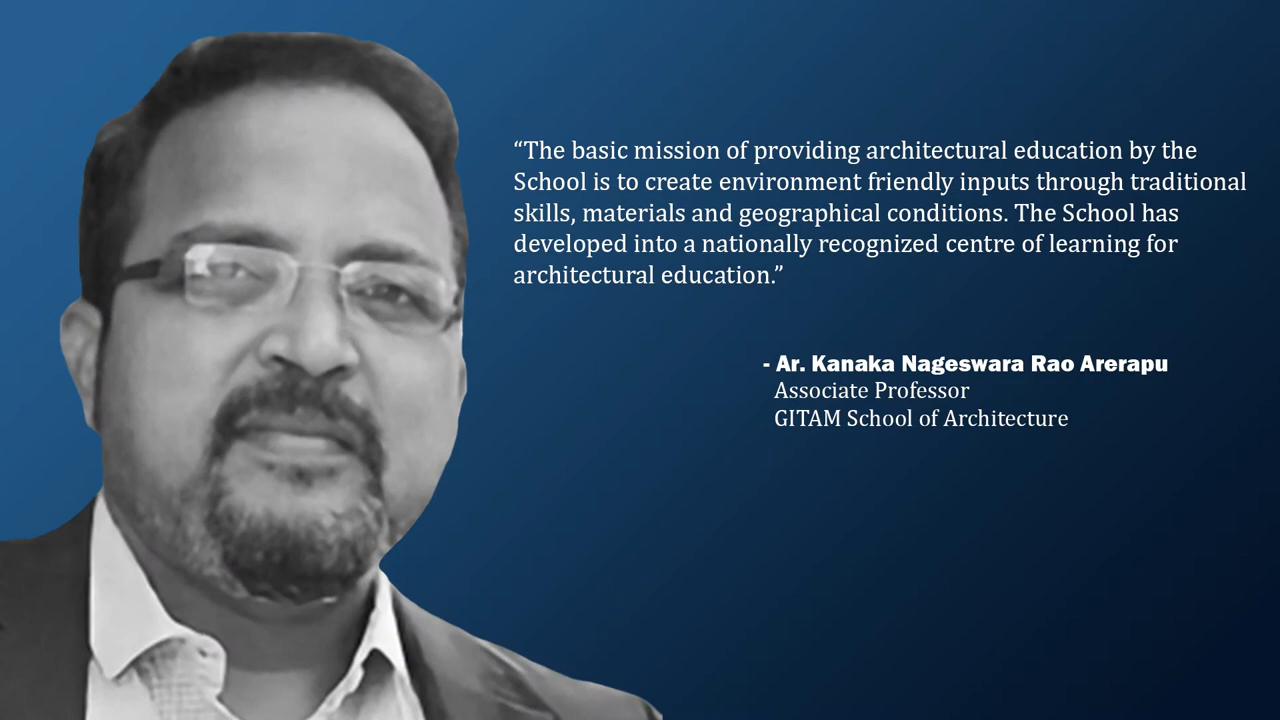 “The basic mission of providing architectural education by the
School is to create environment friendly inputs through traditional
skills, materials and geographical conditions. The School has
developed into a nationally recognized centre of learning for
architectural education.”
- Ar. Kanaka Nageswara Rao Arerapu
Associate Professor
GITAM School of Architecture